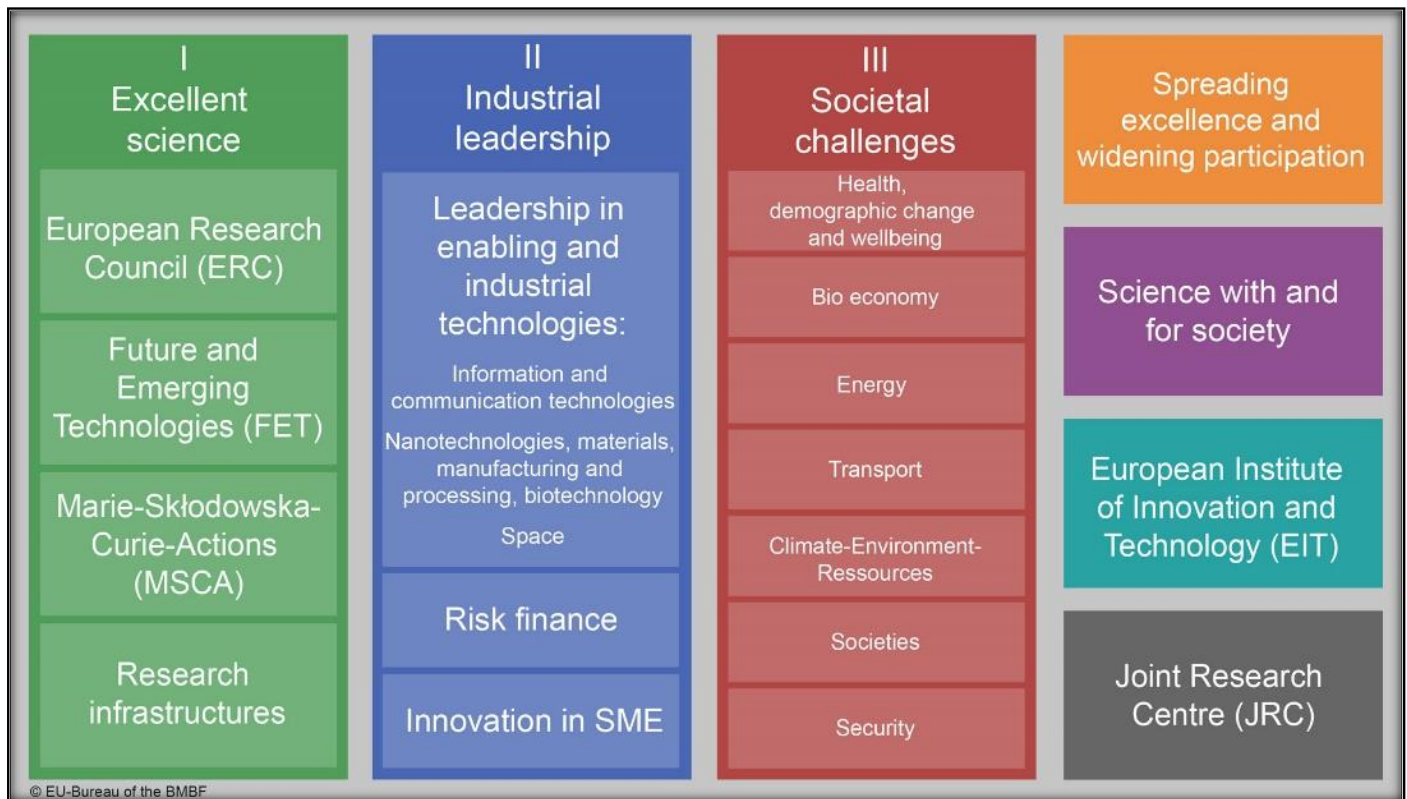 I
Excellent
science
European Research
Council (ERC)
Future and
Emerging
Technologies (FET)
Marie-Skłodowska-
Curie-Actions
(MSCA)
Research
infrastructures
II
Industrial
leadership
Leadership in
enabling and
industrial
technologies:
Information and
communication technologies
Nanotechnologies, materials,
manufacturing and
processing, biotechnology
Space
Risk finance
Innovation in SME
III
Societal
challenges
Health,
demographic change
and wellbeing
Bio economy
Energy
Transport
Climate-Environment-
Ressources
Societies
Security
Spreading
excellence and
widening participation
Science with and
for society
European Institute
of Innovation and
Technology (EIT)
Joint Research
Centre (JRC)
© EU-Bureau of the BMBF